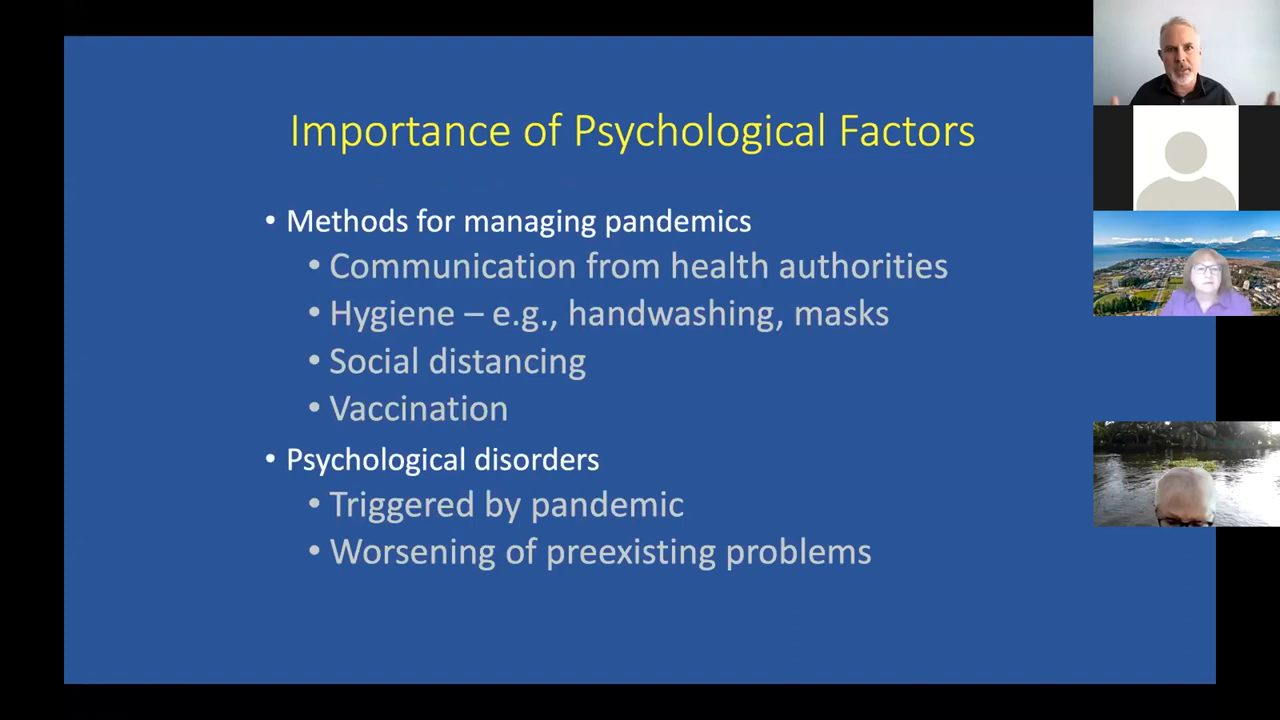 Importance of Psychological Factors
• Methods for managing pandemics
• Communication from health authorities
• Hygiene – e.g., handwashing, masks
• Social distancing
• Vaccination
• Psychological disorders
• Triggered by pandemic
• Worsening of preexisting problems